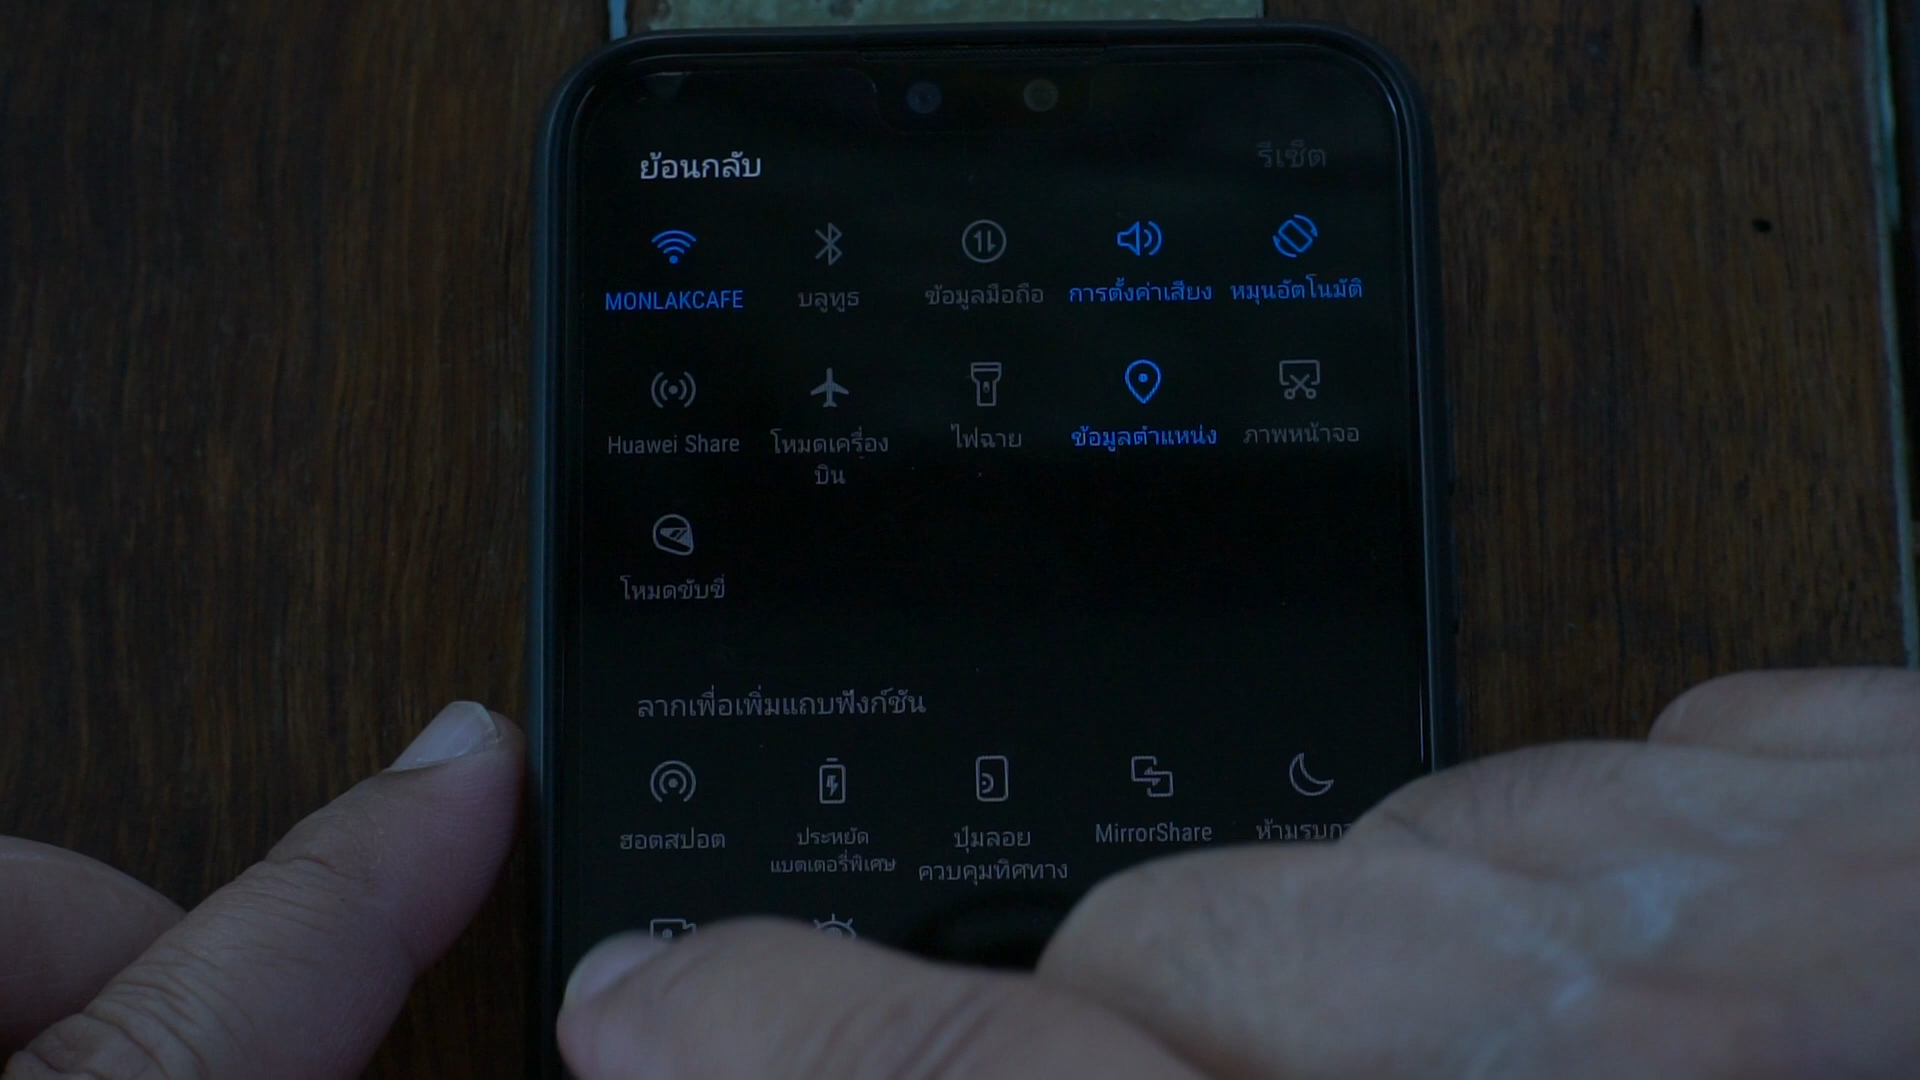 ย้อนกลับ
รีเซ็ต
MONLAKCAFE
บลูทูธ
ข้อมูลมือถือ
การตั้งค่าเสียง
หมุนอัตโนมัติ
Huawei Share
โหมดเครื่อง
บิน
ไฟฉาย
ข้อมูลตำแหน่ง
ภาพหน้าจอ
โหมดขับขี่
ลากเพื่อเพิ่มแถบฟังก์ชัน
ฮอตสปอต
ประหยัด
แบตเตอรี่พิเศษ
ปุ่มลอย
ควบคุมทิศทาง
MirrorShare